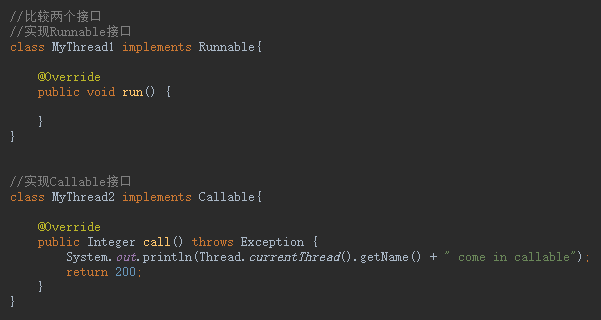 //比较两个接口
//实现Runnable接口
class MyThread1 implements Runnable{
@Override
public void run() {
}
}
//实现Callable接口
class MyThread2 implements Callable{
@Override
public Integer call() throws Exception {
System.out.println(Thread.currentThread().getName() + " come in callable");
return 200;
}
}